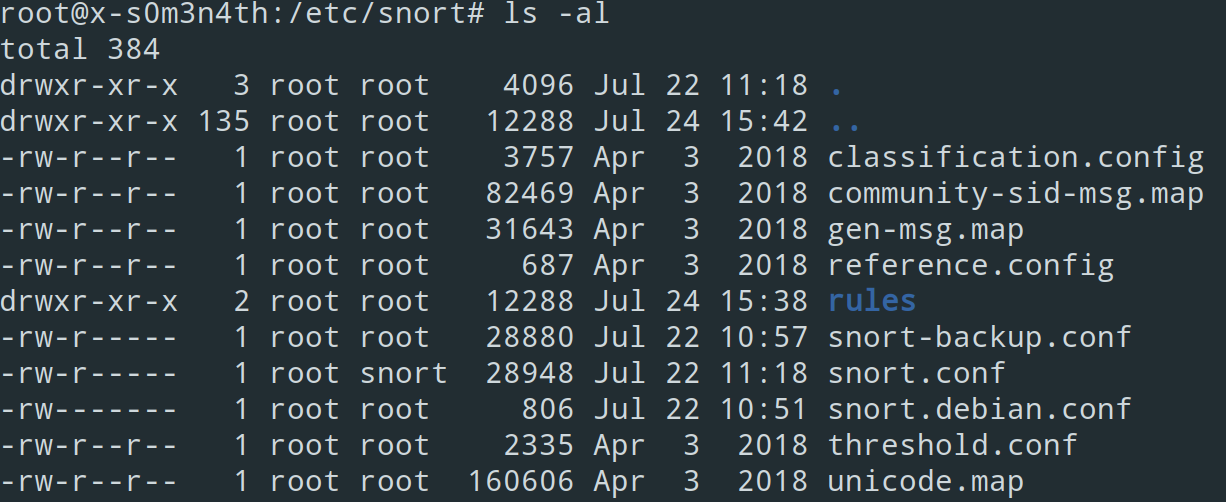 root@x-s0m3n4th:/etc/snort# ls -al
total 384
drwxr-xr-x   3 root root    4096 Jul 22 11:18 .
drwxr-xr-x 135 root root   12288 Jul 24 15:42 ..
-rw-r--r--   1 root root    3757 Apr  3  2018 classification.config
-rw-r--r--   1 root root   82469 Apr  3  2018 community-sid-msg.map
-rw-r--r--   1 root root   31643 Apr  3  2018 gen-msg.map
-rw-r--r--   1 root root     687 Apr  3  2018 reference.config
drwxr-xr-x   2 root root   12288 Jul 24 15:38 rules
-rw-r-----   1 root root   28880 Jul 22 10:57 snort-backup.conf
-rw-r-----   1 root snort  28948 Jul 22 11:18 snort.conf
-rw-------   1 root root     806 Jul 22 10:51 snort.debian.conf
-rw-r--r--   1 root root    2335 Apr  3  2018 threshold.conf
-rw-r--r--   1 root root  160606 Apr  3  2018 unicode.map